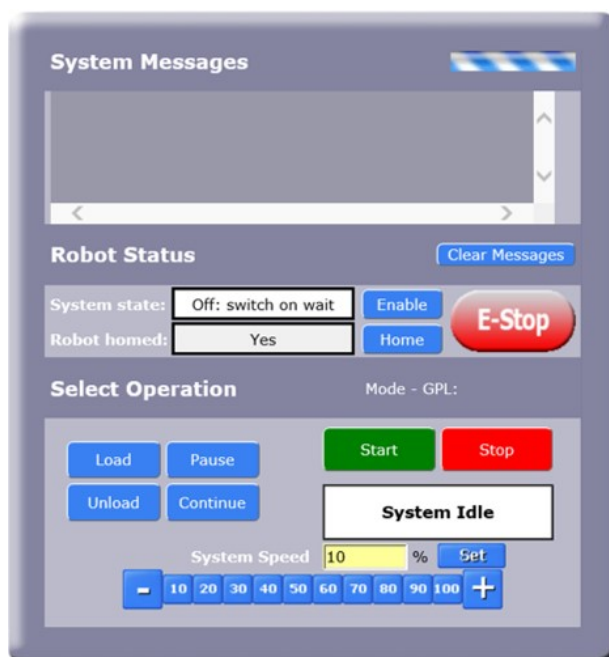 System Messages
Robot Status
Clear Messages
System state: Off: switch on wait Enable
E-Stop
Robot homed: Yes Home
Select Operation Mode - GPL:
Load Pause Start Stop
Unload Continue
System Idle
System Speed 10 % Set
- 10 20 30 40 50 60 70 80 90 100 +